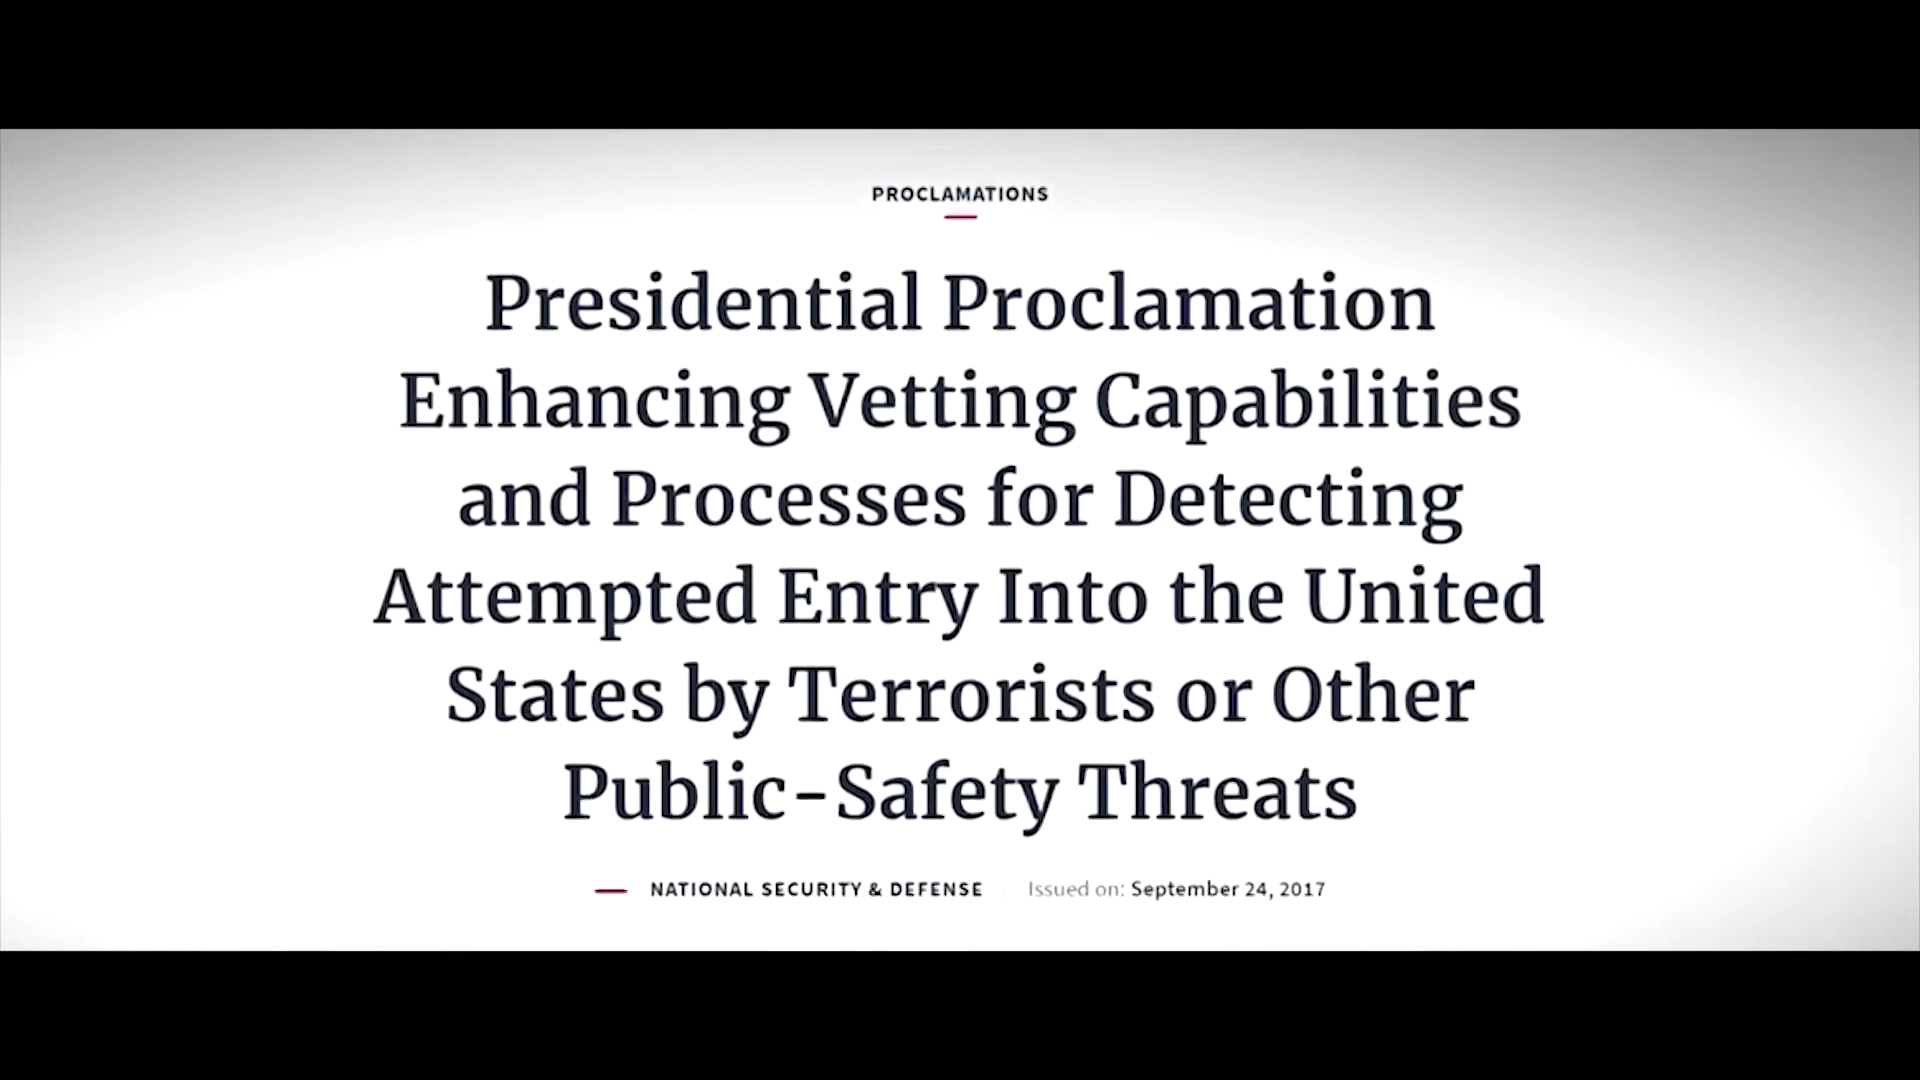 PROCLAMATIONS
Presidential Proclamation
Enhancing Vetting Capabilities
and Processes for Detecting
Attempted Entry Into the United
States by Terrorists or Other
Public-Safety Threats
NATIONAL SECURITY & DEFENSE Issued on: September 24, 2017